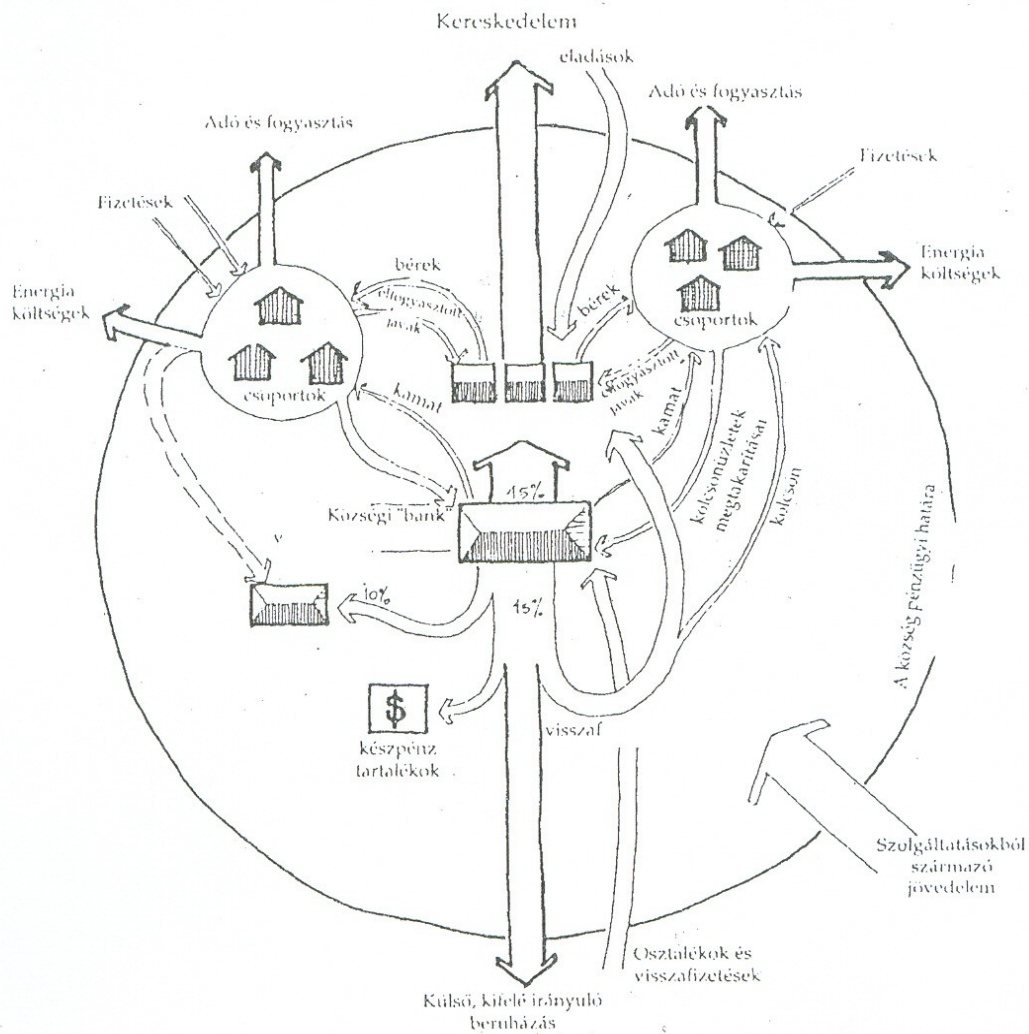 Kereskedelem
eladások
Adó és fogyasztás
Adó és fogyasztás
Fizetések
Fizetések
Energia
költségek
Energia
költségek
bérek
elfogyasztott
javak
bérek
csoportok
csoportok
elfogyasztott
javak
kamat
kamat
kölcsönüzletek
megtakarításai
kölcsön
15%
Községi "bank"
v
10%
15%
A község pénzügyi határa
$
készpénz
tartalékok
visszaf
Szolgáltatásokból
származó
jövedelem
Osztalékok és
visszafizetések
Külső, kifelé irányuló
beruházás